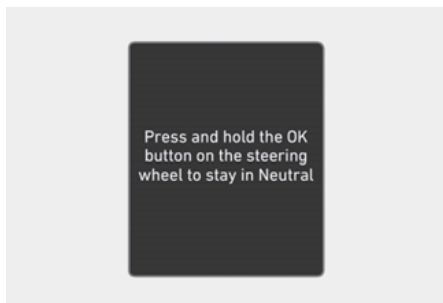 Press and hold the OK
button on the steering
wheel to stay in Neutral